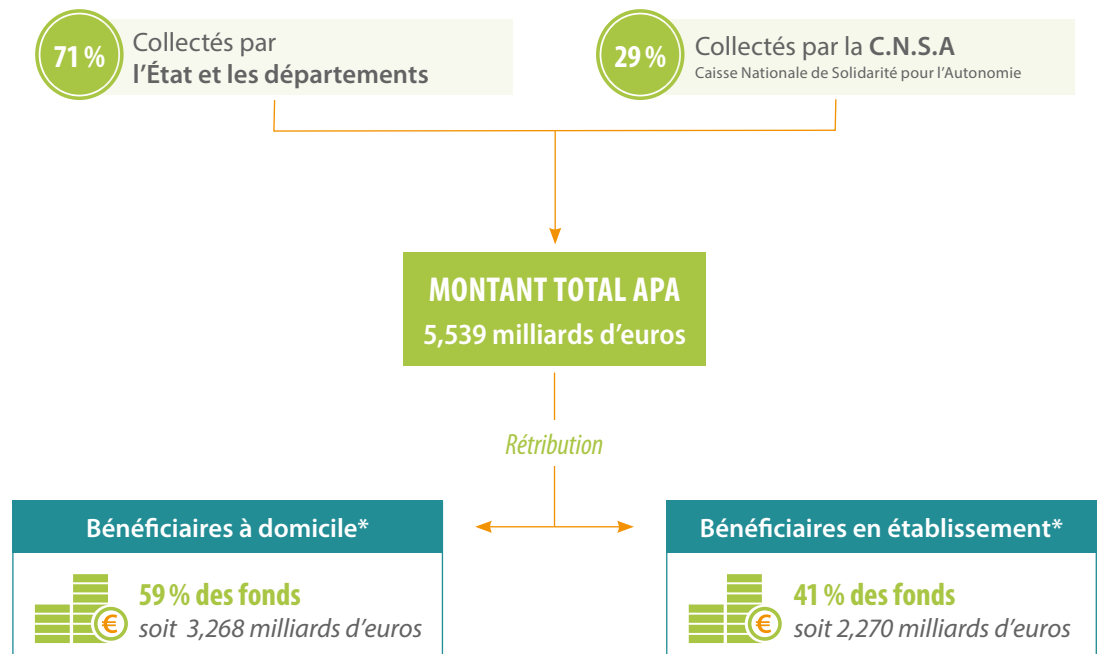 71 %
Collectés par
l'État et les départements
29 %
Collectés par la C.N.S.A
Caisse Nationale de Solidarité pour l'Autonomie
MONTANT TOTAL APA
5,539 milliards d'euros
Rétribution
Bénéficiaires à domicile*
59 % des fonds
soit 3,268 milliards d'euros
Bénéficiaires en établissement*
41 % des fonds
soit 2,270 milliards d'euros